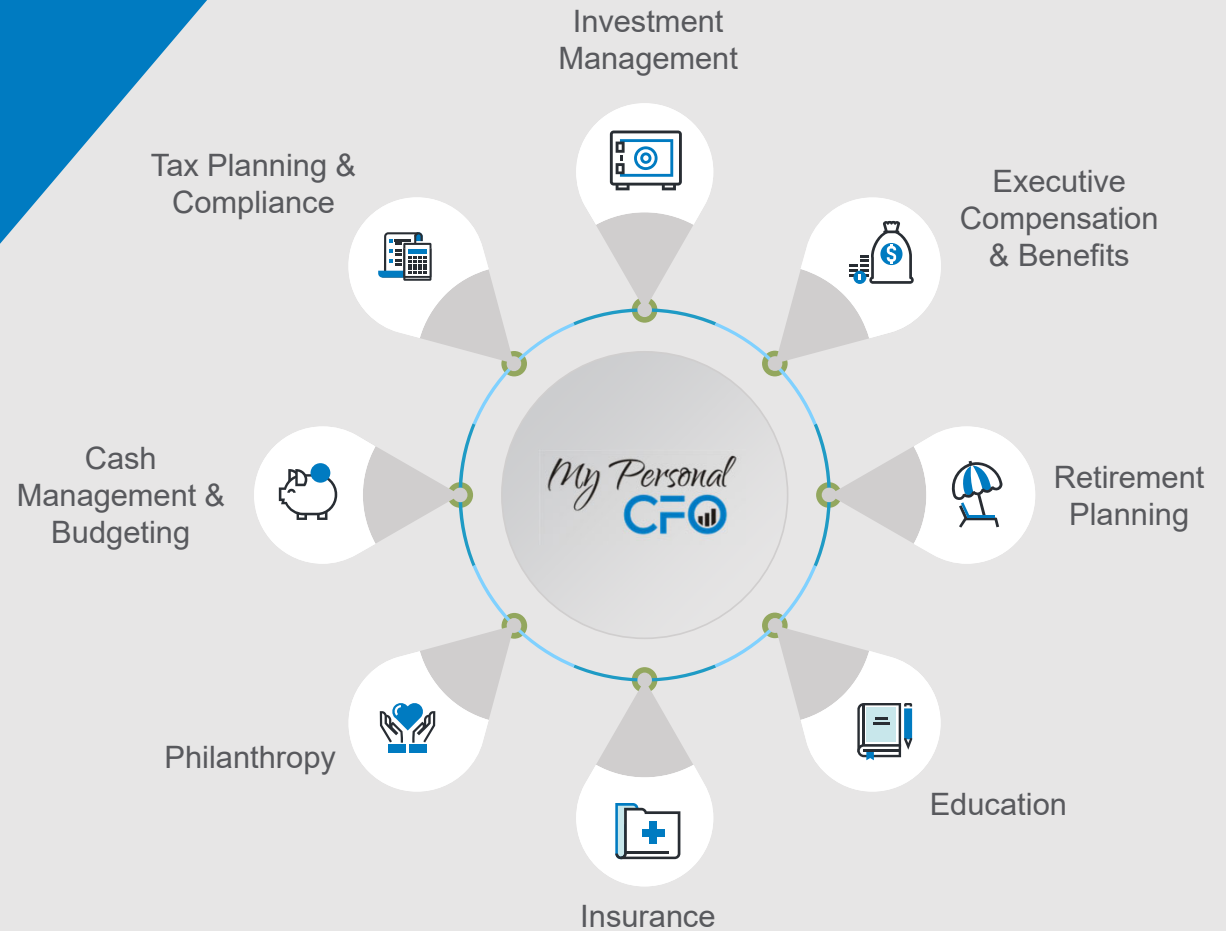 Investment
Management
Tax Planning &
Compliance
Executive
Compensation
& Benefits
Cash
Management &
Budgeting
My Personal
CFO
Retirement
Planning
Philanthropy
Education
Insurance